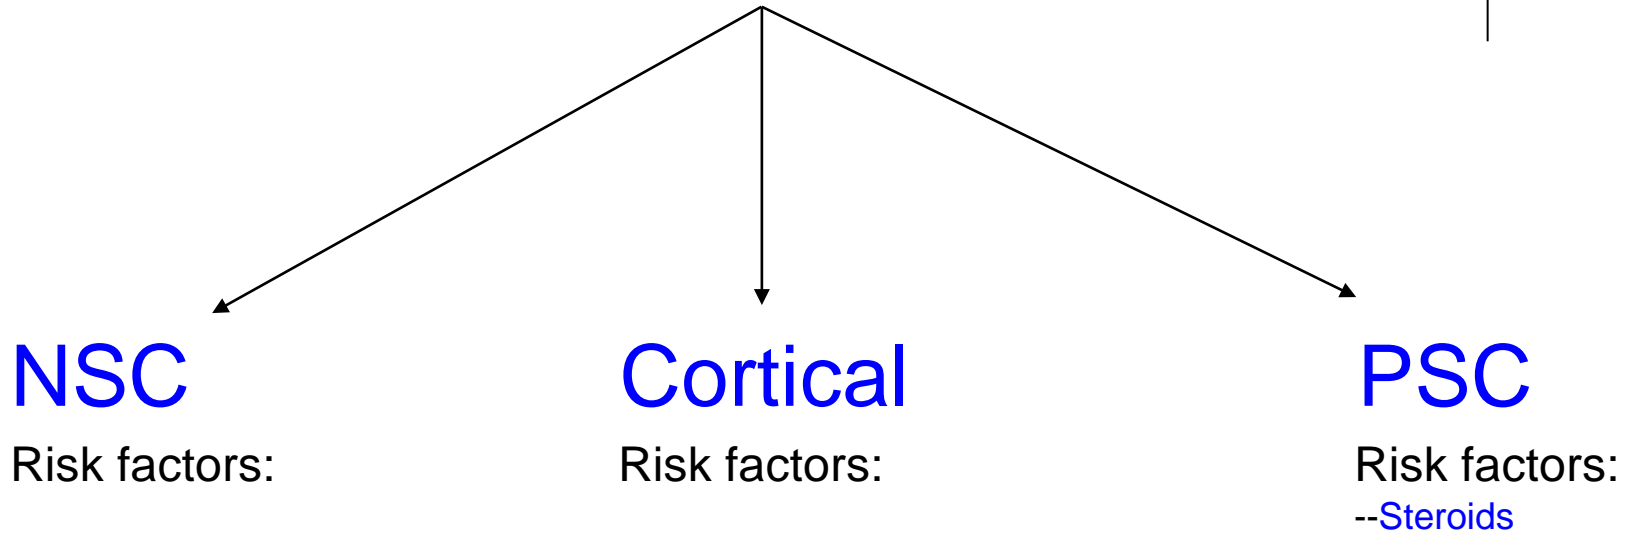 NSC
Cortical
PSC
Risk factors:
Risk factors:
Risk factors:
--Steroids